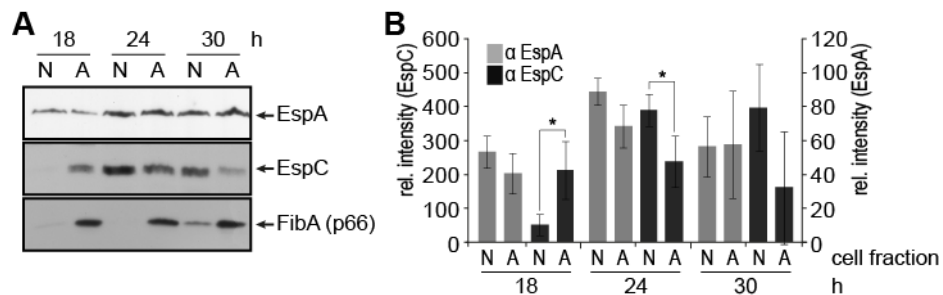 A
18 24 30 h
N A N A N A
EspA
EspC
FibA (p66)
B
rel. intensity (EspC)
600
500
400
300
200
100
0
α EspA
α EspC
* *
120
100
80
60
40
20
0
rel. intensity (EspA)
N A N A N A N A N A N A cell fraction
18 24 30 h